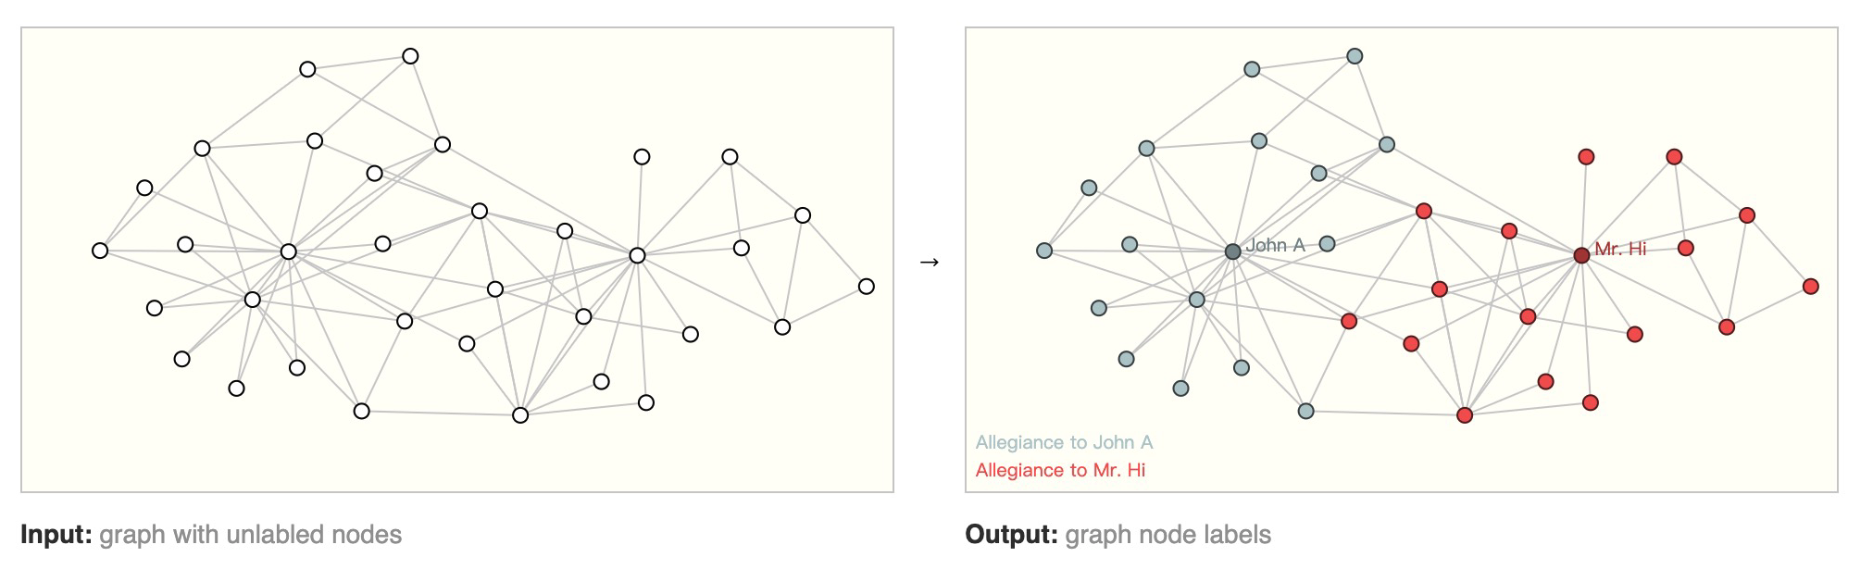 John A
Mr. Hi
→
Allegiance to John A
Allegiance to Mr. Hi
Input: graph with unlabled nodes
Output: graph node labels